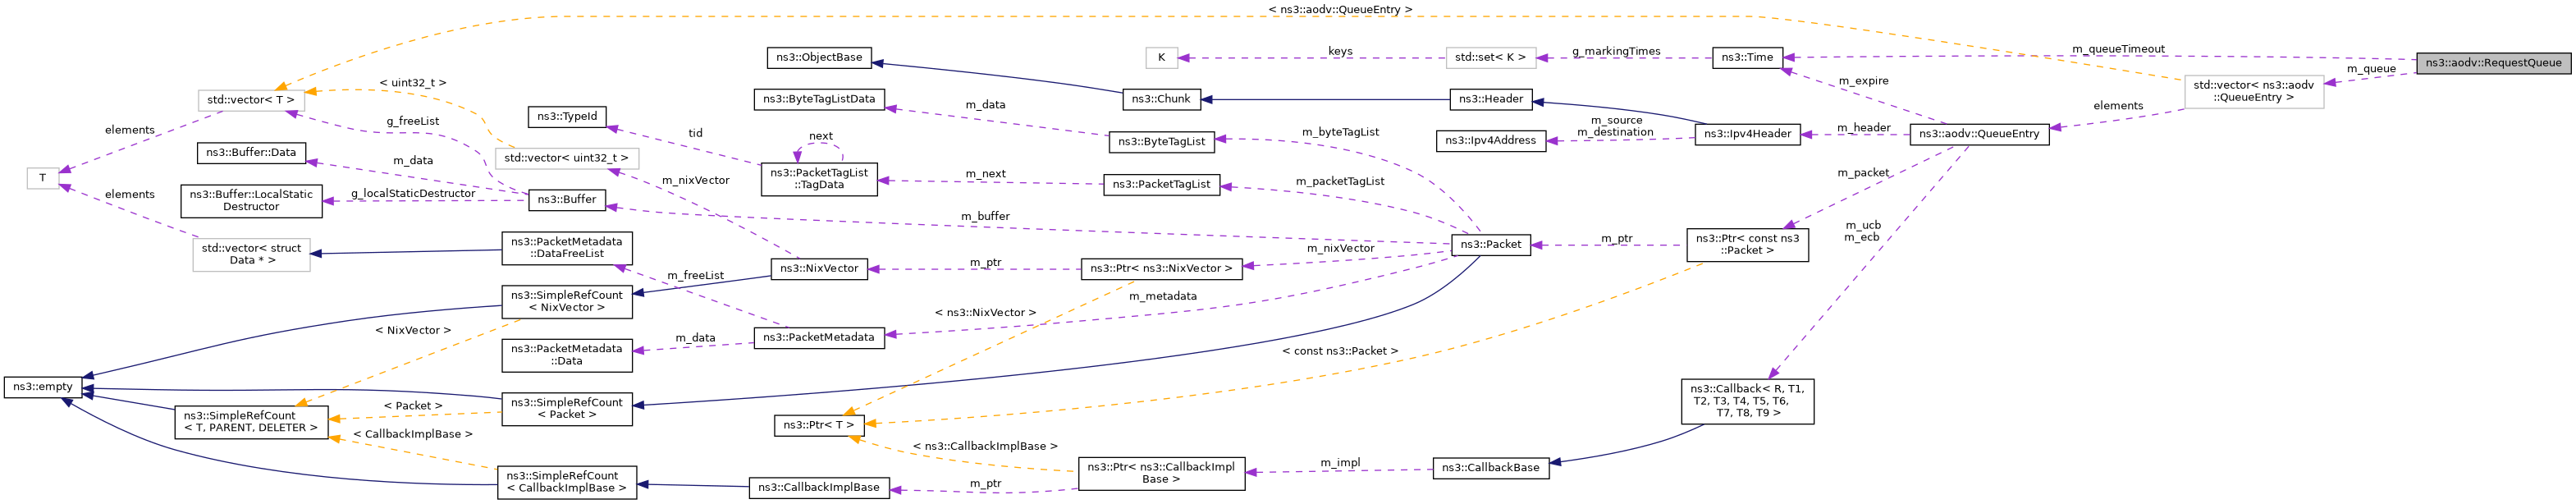 < ns3::aodv::QueueEntry >
ns3::ObjectBase
K
keys
std::set< K >
g_markingTimes
ns3::Time
m_queueTimeout
ns3::aodv::RequestQueue
m_queue
std::vector< ns3::aodv
::QueueEntry >
elements
m_expire
< uint32_t >
std::vector< T >
ns3::ByteTagListData
m_data
ns3::Chunk
ns3::Header
ns3::TypeId
tid
g_freeList
elements
next
m_byteTagList
ns3::ByteTagList
m_source
m_destination
ns3::Ipv4Address
ns3::Ipv4Header
m_header
ns3::aodv::QueueEntry
ns3::Buffer::Data
m_data
std::vector< uint32_t >
T
ns3::PacketTagList
::TagData
m_next
ns3::PacketTagList
m_packetTagList
m_packet
m_nixVector
elements
ns3::Buffer::LocalStatic
Destructor
g_localStaticDestructor
ns3::Buffer
m_buffer
m_ucb
m_ecb
std::vector< struct
Data * >
ns3::PacketMetadata
::DataFreeList
ns3::Packet
m_ptr
ns3::Ptr< const ns3
::Packet >
m_nixVector
ns3::NixVector
m_ptr
ns3::Ptr< ns3::NixVector >
m_freeList
ns3::SimpleRefCount
< NixVector >
m_metadata
< ns3::NixVector >
< NixVector >
ns3::PacketMetadata
m_data
ns3::PacketMetadata
::Data
< const ns3::Packet >
ns3::empty
ns3::SimpleRefCount
< T, PARENT, DELETER >
< Packet >
ns3::SimpleRefCount
< Packet >
ns3::Callback< R, T1,
T2, T3, T4, T5, T6,
T7, T8, T9 >
ns3::Ptr< T >
< CallbackImplBase >
< ns3::CallbackImplBase >
ns3::SimpleRefCount
< CallbackImplBase >
ns3::CallbackImplBase
m_ptr
ns3::Ptr< ns3::CallbackImpl
Base >
m_impl
ns3::CallbackBase